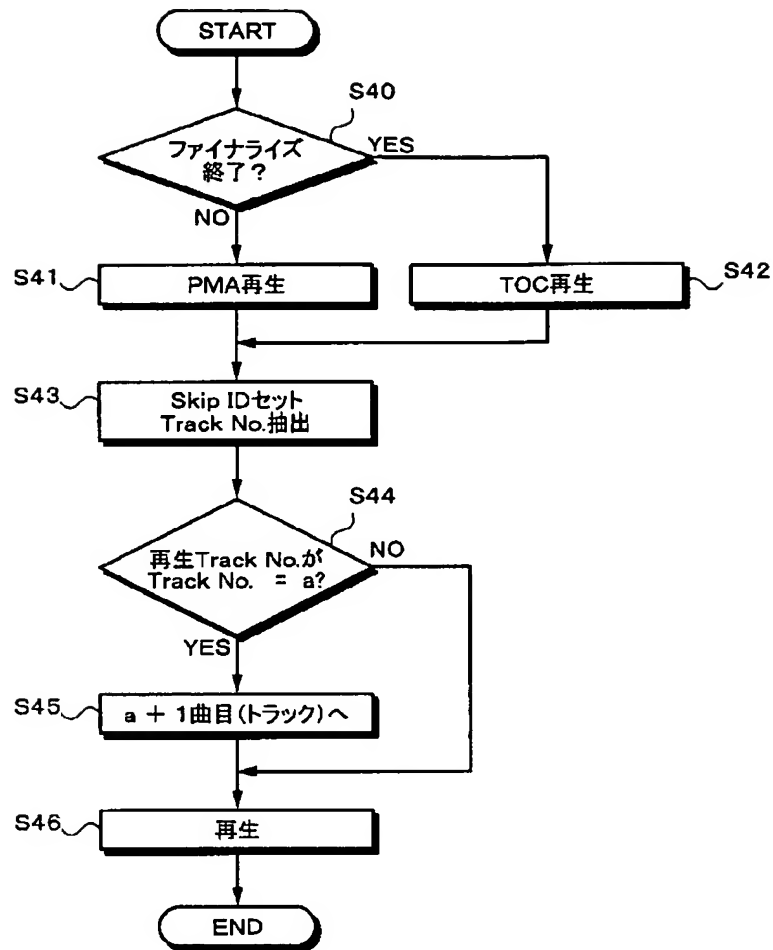 START
S40
ファイナライズ
終了?
YES
NO
S41
PMA再生
TOC再生
S42
S43
Skip IDセット
Track No.抽出
S44
再生Track No.が
Track No. = a?
NO
YES
S45
a + 1曲目(トラック)へ
S46
再生
END